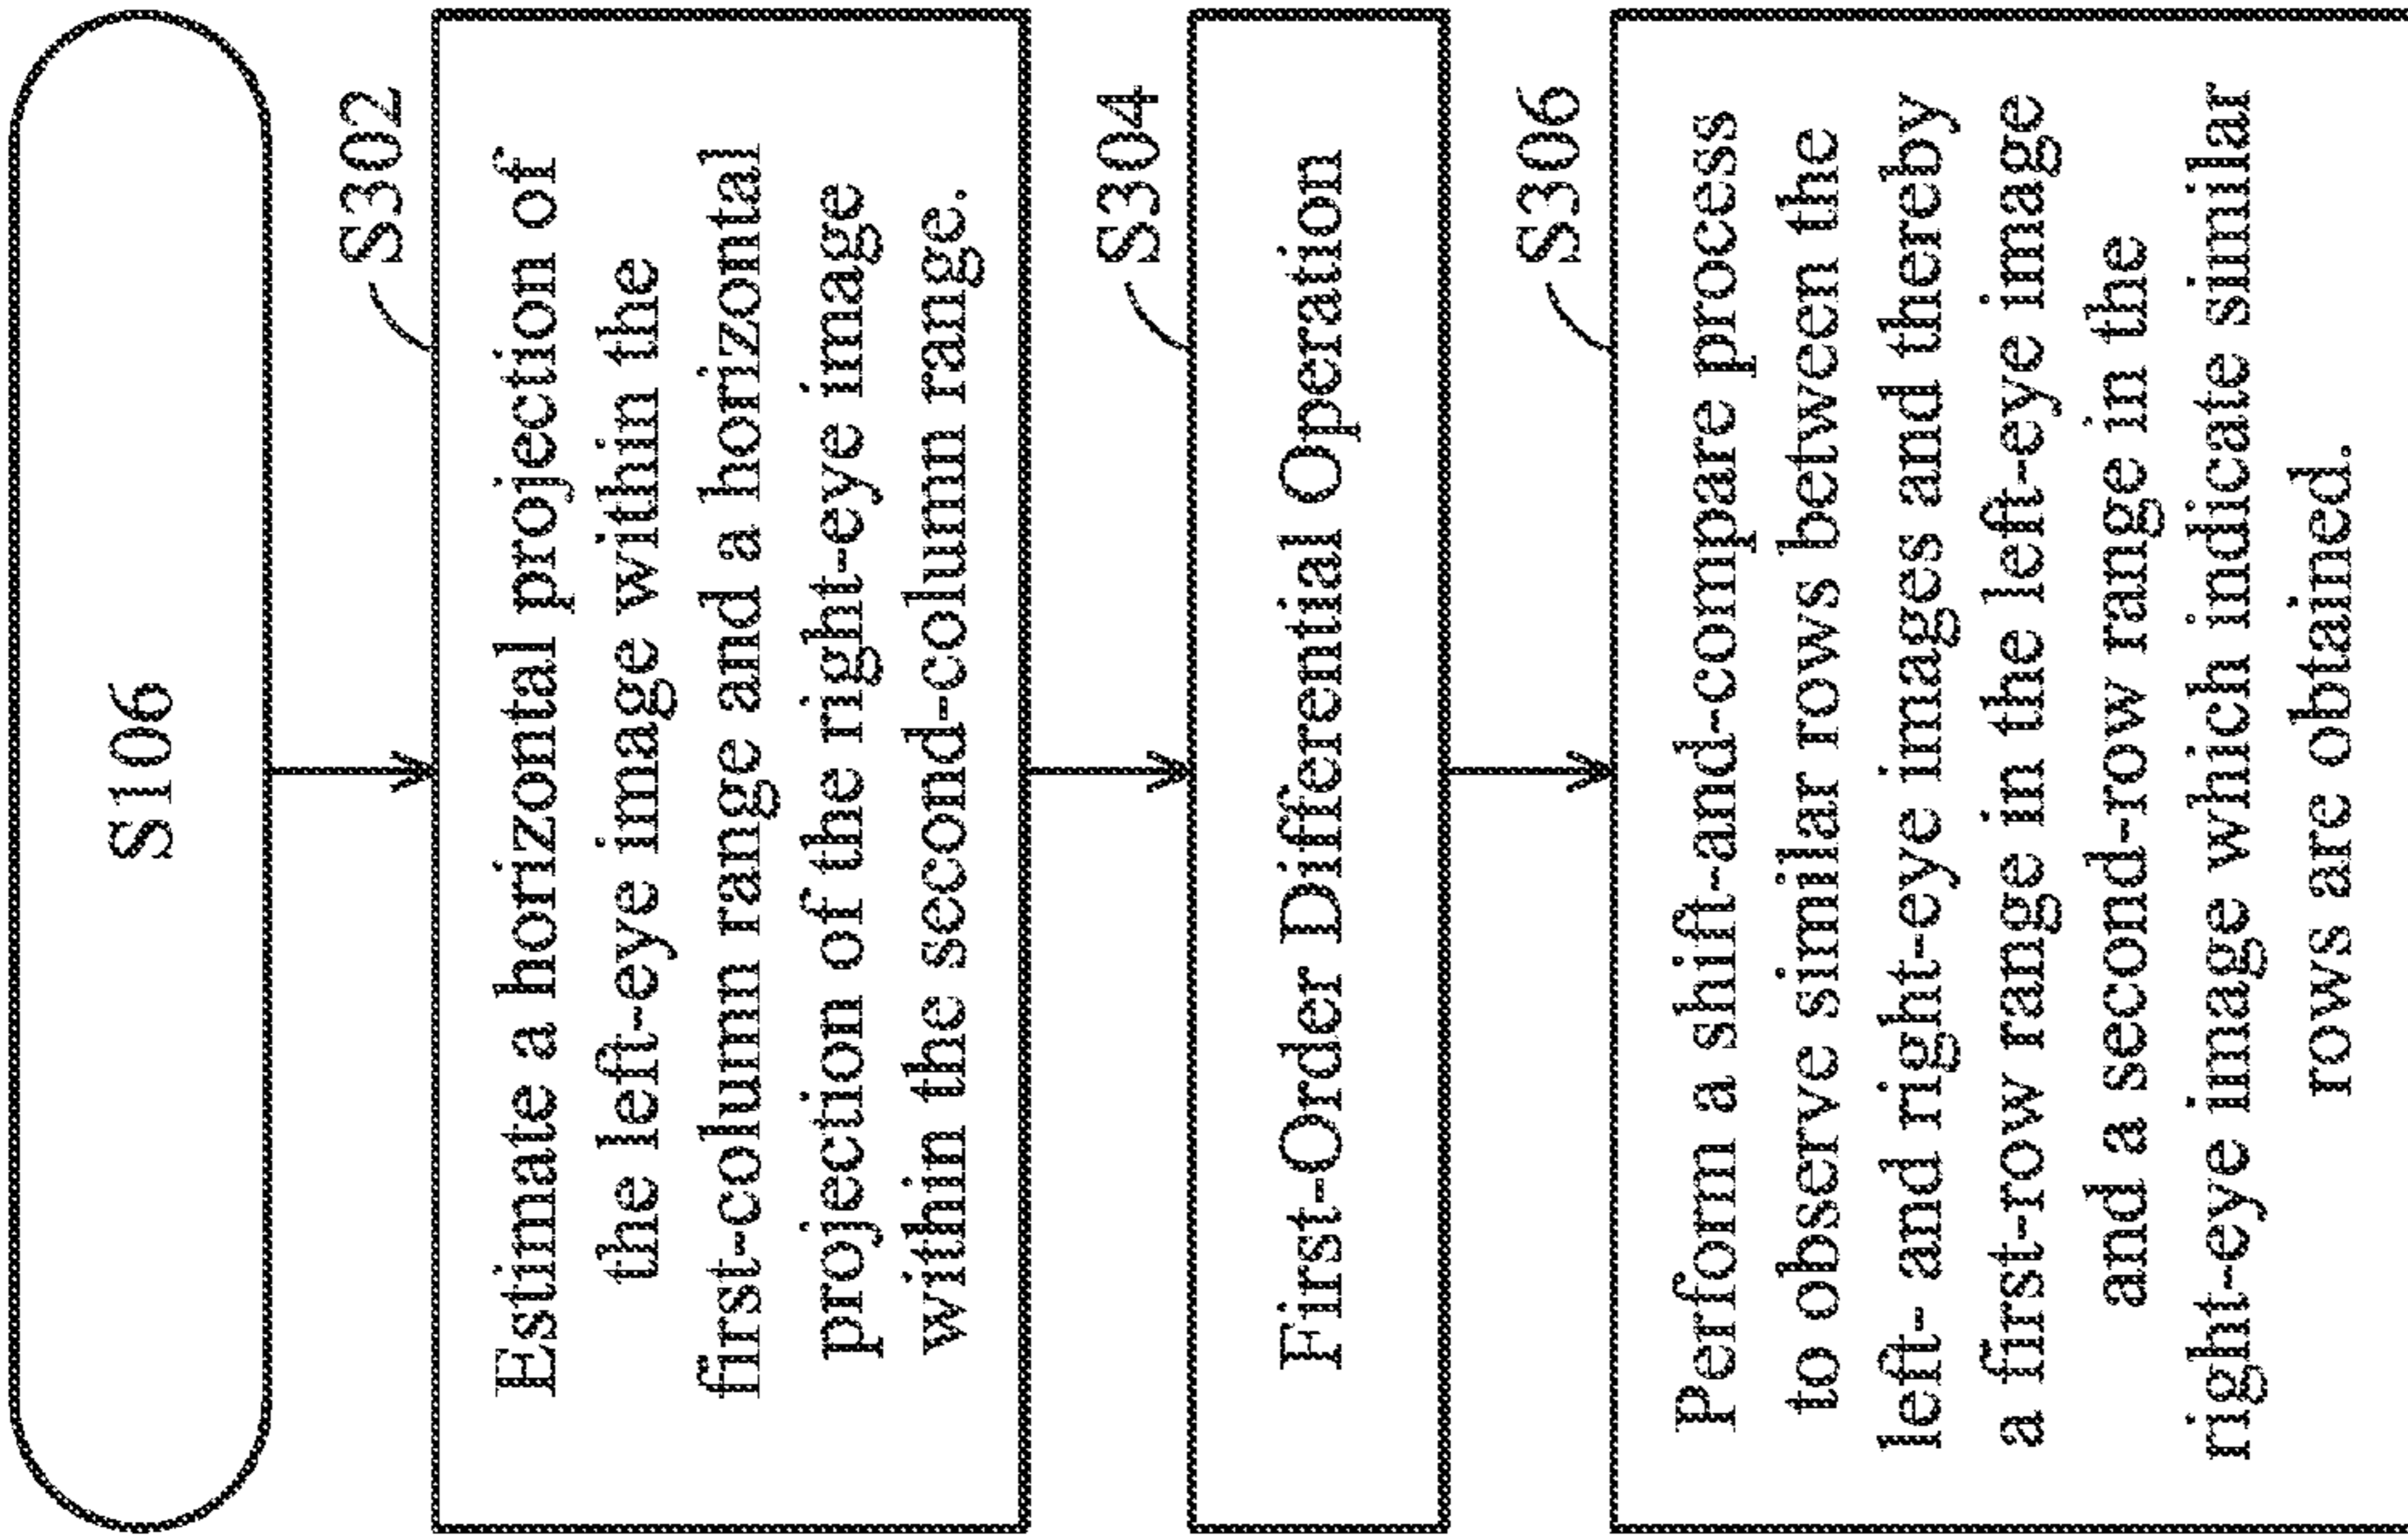 S106
S302
Estimate a horizontal projection of
the left-eye image within the
first-column range and a horizontal
projection of the right-eye image
within the second-column range.
S304
First-Order Differential Operation
S306
Perform a shift-and-compare process
to observe similar rows between the
left- and right-eye images and thereby
a first-row range in the left-eye image
and a second-row range in the
right-eye image which indicate similar
rows are obtained.